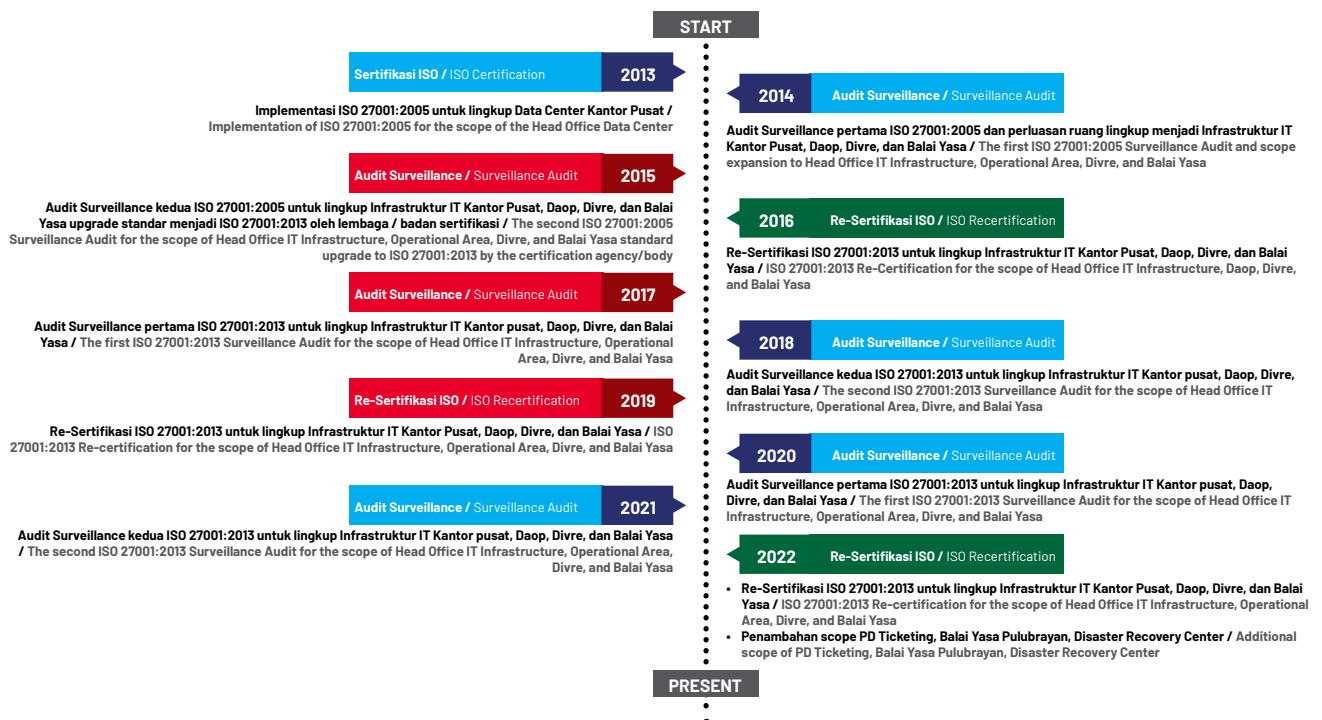 START
Sertifikasi ISO / ISO Certification 2013
Implementasi ISO 27001:2005 untuk lingkup Data Center Kantor Pusat /
Implementation of ISO 27001:2005 for the scope of the Head Office Data Center
2014 Audit Surveillance / Surveillance Audit
Audit Surveillance pertama ISO 27001:2005 dan perluasan ruang lingkup menjadi Infrastruktur IT
Kantor Pusat, Daop, Divre, dan Balai Yasa / The first ISO 27001:2005 Surveillance Audit and scope
expansion to Head Office IT Infrastructure, Operational Area, Divre, and Balai Yasa
Audit Surveillance / Surveillance Audit 2015
Audit Surveillance kedua ISO 27001:2005 untuk lingkup Infrastruktur IT Kantor Pusat, Daop, Divre, dan Balai
Yasa upgrade standar menjadi ISO 27001:2013 oleh lembaga / badan sertifikasi / The second ISO 27001:2005
Surveillance Audit for the scope of Head Office IT Infrastructure, Operational Area, Divre, and Balai Yasa standard
upgrade to ISO 27001:2013 by the certification agency/body
2016 Re-Sertifikasi ISO / ISO Recertification
Re-Sertifikasi ISO 27001:2013 untuk lingkup Infrastruktur IT Kantor Pusat, Daop, Divre, dan Balai
Yasa / ISO 27001:2013 Re-Certification for the scope of Head Office IT Infrastructure, Daop, Divre,
and Balai Yasa
Audit Surveillance / Surveillance Audit 2017
Audit Surveillance pertama ISO 27001:2013 untuk lingkup Infrastruktur IT Kantor pusat, Daop, Divre, dan Balai
Yasa / The first ISO 27001:2013 Surveillance Audit for the scope of Head Office IT Infrastructure, Operational
Area, Divre, and Balai Yasa
2018 Audit Surveillance / Surveillance Audit
Audit Surveillance kedua ISO 27001:2013 untuk lingkup Infrastruktur IT Kantor pusat, Daop, Divre,
dan Balai Yasa / The second ISO 27001:2013 Surveillance Audit for the scope of Head Office IT
Infrastructure, Operational Area, Divre, and Balai Yasa
Re-Sertifikasi ISO / ISO Recertification 2019
Re-Sertifikasi ISO 27001:2013 untuk lingkup Infrastruktur IT Kantor Pusat, Daop, Divre, dan Balai Yasa / ISO
27001:2013 Re-certification for the scope of Head Office IT Infrastructure, Operational Area, Divre, and Balai Yasa
2020 Audit Surveillance / Surveillance Audit
Audit Surveillance pertama ISO 27001:2013 untuk lingkup Infrastruktur IT Kantor pusat, Daop,
Divre, dan Balai Yasa / The first ISO 27001:2013 Surveillance Audit for the scope of Head Office IT
Infrastructure, Operational Area, Divre, and Balai Yasa
Audit Surveillance / Surveillance Audit 2021
Audit Surveillance kedua ISO 27001:2013 untuk lingkup Infrastruktur IT Kantor pusat, Daop, Divre, dan Balai Yasa
/ The second ISO 27001:2013 Surveillance Audit for the scope of Head Office IT Infrastructure, Operational Area,
Divre, and Balai Yasa
2022 Re-Sertifikasi ISO / ISO Recertification
• Re-Sertifikasi ISO 27001:2013 untuk lingkup Infrastruktur IT Kantor Pusat, Daop, Divre, dan Balai
Yasa / ISO 27001:2013 Re-certification for the scope of Head Office IT Infrastructure, Operational
Area, Divre, and Balai Yasa
• Penambahan scope PD Ticketing, Balai Yasa Pulubrayan, Disaster Recovery Center / Additional
scope of PD Ticketing, Balai Yasa Pulubrayan, Disaster Recovery Center
PRESENT